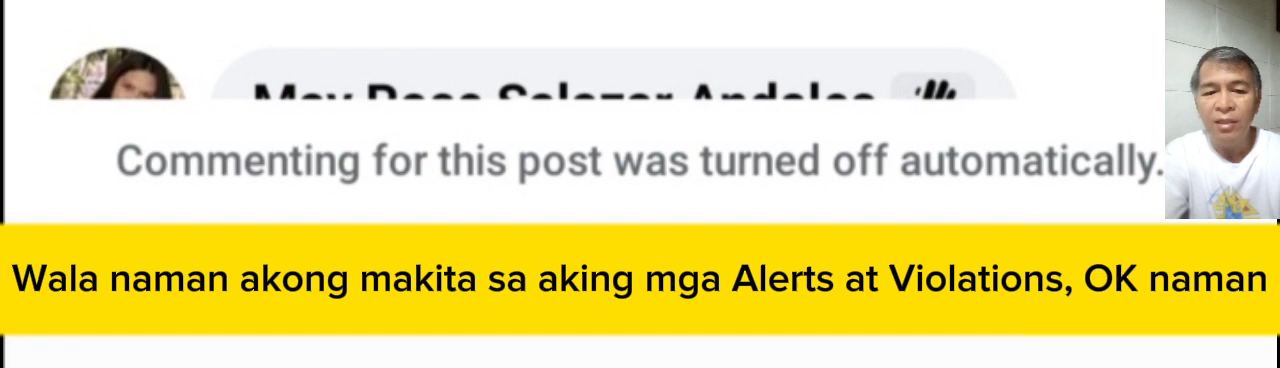 Commenting for this post was turned off automatically.
Wala naman akong makita sa aking mga Alerts at Violations, OK naman